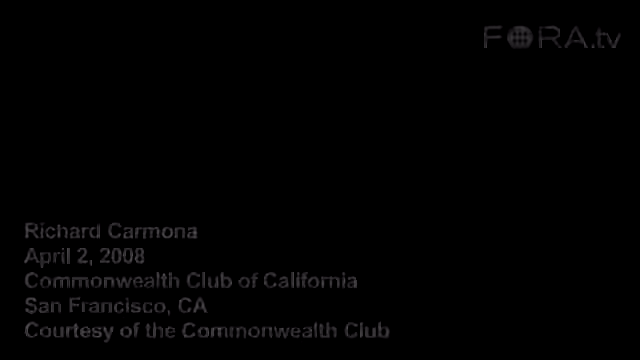 FORA.tv
Richard Carmona
April 2, 2008
Commonwealth Club of California
San Francisco, CA
Courtesy of the Commonwealth Club